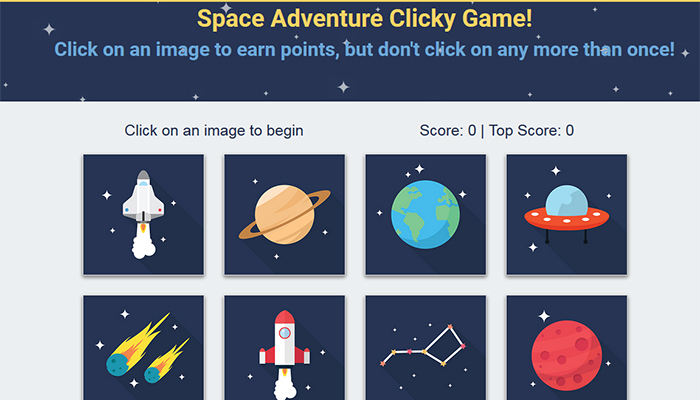 Space Adventure Clicky Game!
Click on an image to earn points, but don't click on any more than once!
Click on an image to begin
Score: 0 | Top Score: 0